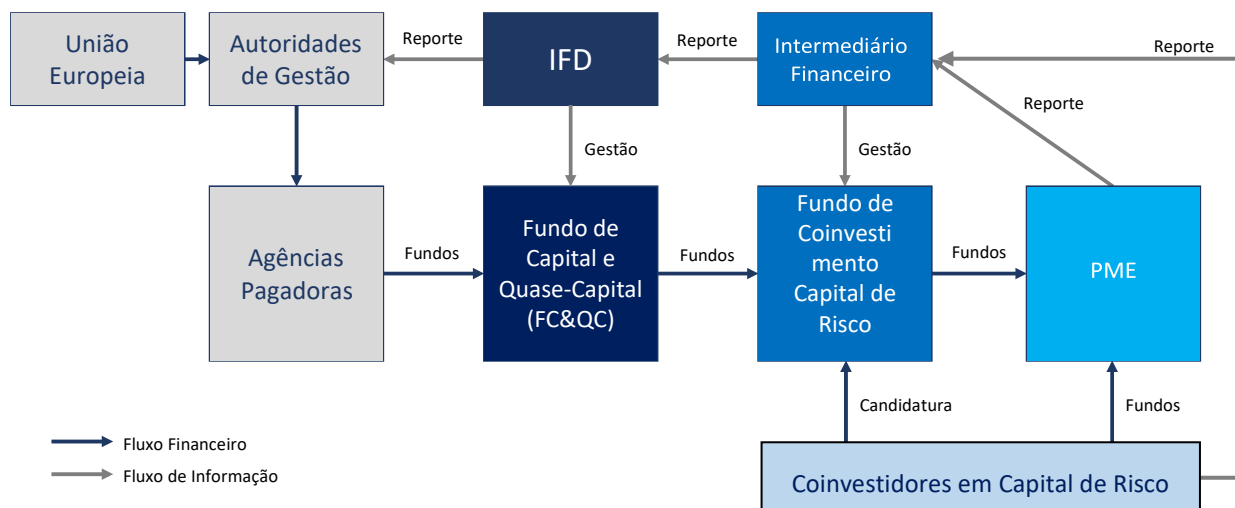 União
Europeia
Autoridades
de Gestão
Reporte
IFD
Reporte
Intermediário
Financeiro
Reporte
Reporte
Gestão
Gestão
Agências
Pagadoras
Fundos
Fundo de
Capital e
Quase-Capital
(FC&QC)
Fundos
Fundo de
Coinvesti
mento
Capital de
Risco
Fundos
PME
Candidatura
Fundos
Fluxo Financeiro
Fluxo de Informação
Coinvestidores em Capital de Risco